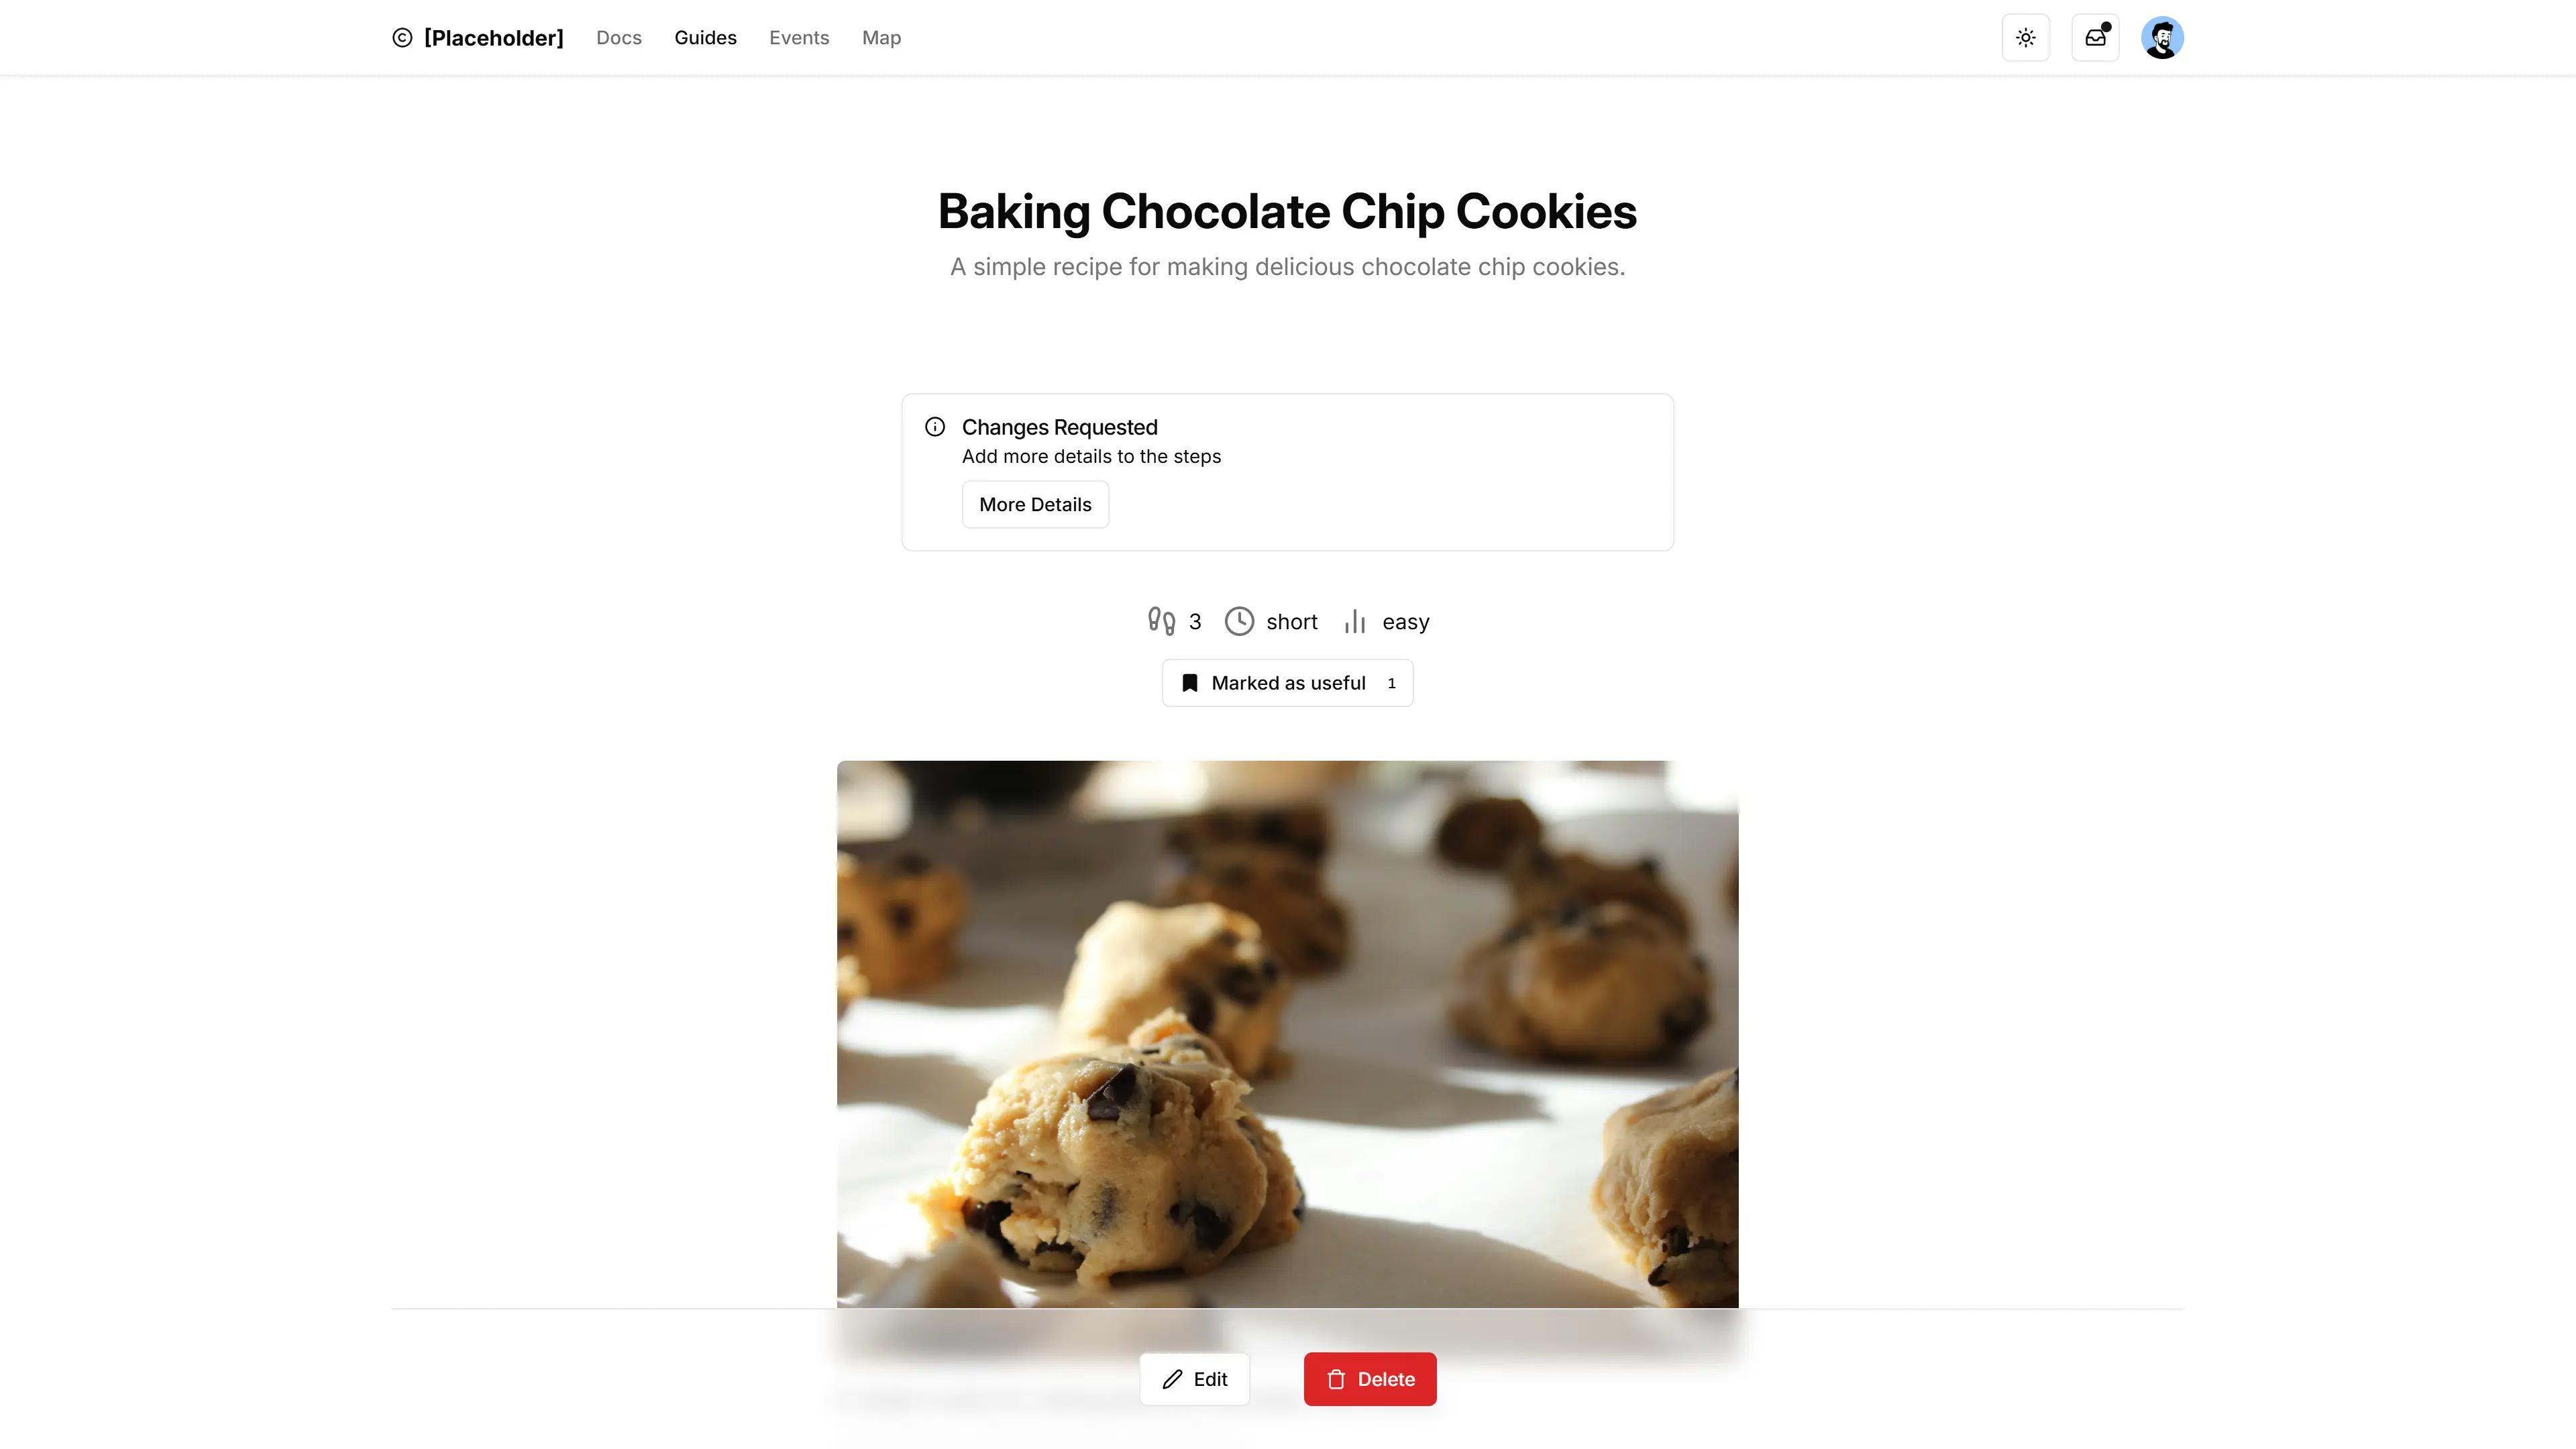 [Placeholder] Docs Guides Events Map
Baking Chocolate Chip Cookies
A simple recipe for making delicious chocolate chip cookies.
Changes Requested
Add more details to the steps
More Details
3 short easy
Marked as useful 1
Edit Delete